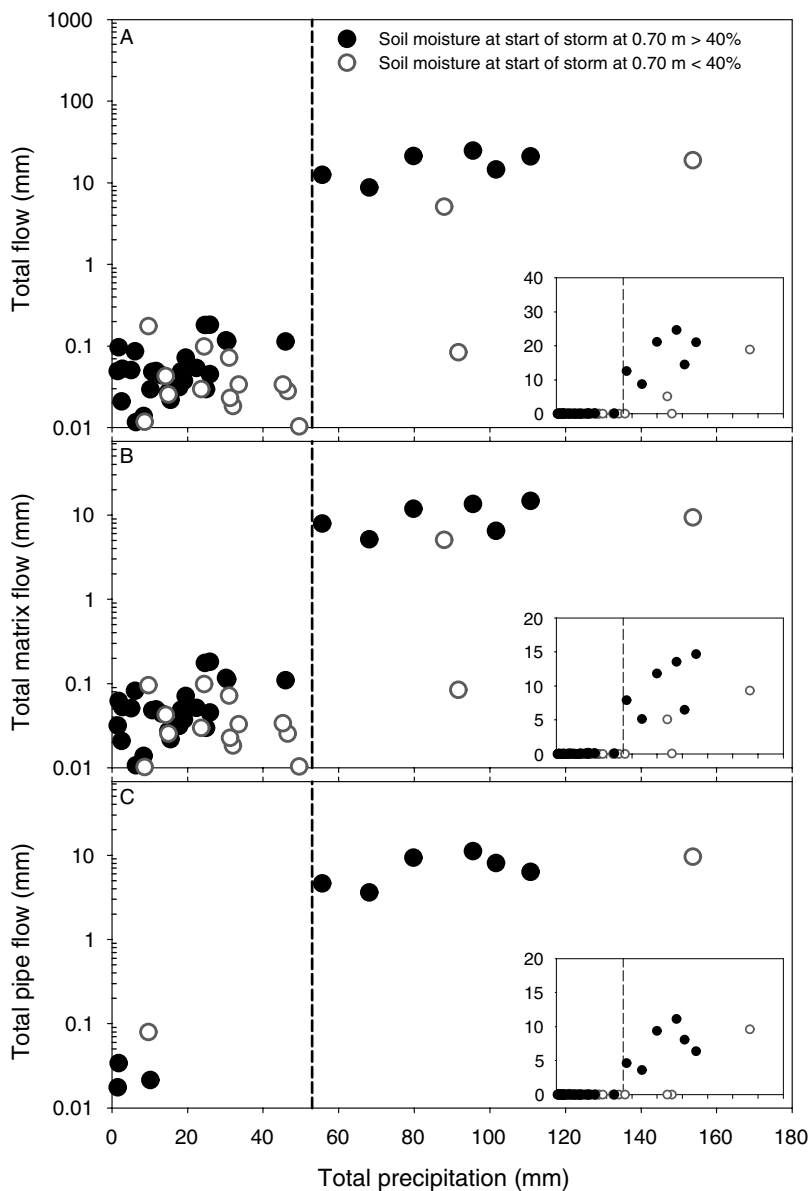 A
Soil moisture at start of storm at 0.70 m > 40%
Soil moisture at start of storm at 0.70 m < 40%
1000
100
10
1
0.1
0.01
Total flow (mm)
40
30
20
10
0
B
10
1
0.1
0.01
Total matrix flow (mm)
20
15
10
5
0
C
10
1
0.1
0.01
Total pipe flow (mm)
20
15
10
5
0
0 20 40 60 80 100 120 140 160 180
Total precipitation (mm)